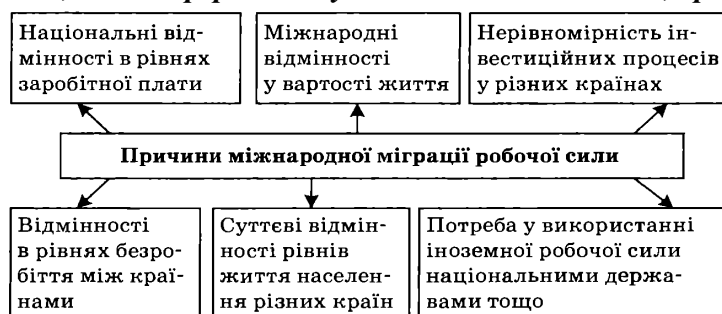 Національні від-
мінності в рівнях
заробітної плати
Міжнародні
відмінності
у вартості життя
Нерівномірність ін-
вестиційних процесів
у різних країнах
Причини міжнародної міграції робочої сили
Відмінності
в рівнях безро-
біття між краї-
нами
Суттєві відмін-
ності рівнів
життя населен-
ня різних країн
Потреба у використанні
іноземної робочої сили
національними держа-
вами тощо